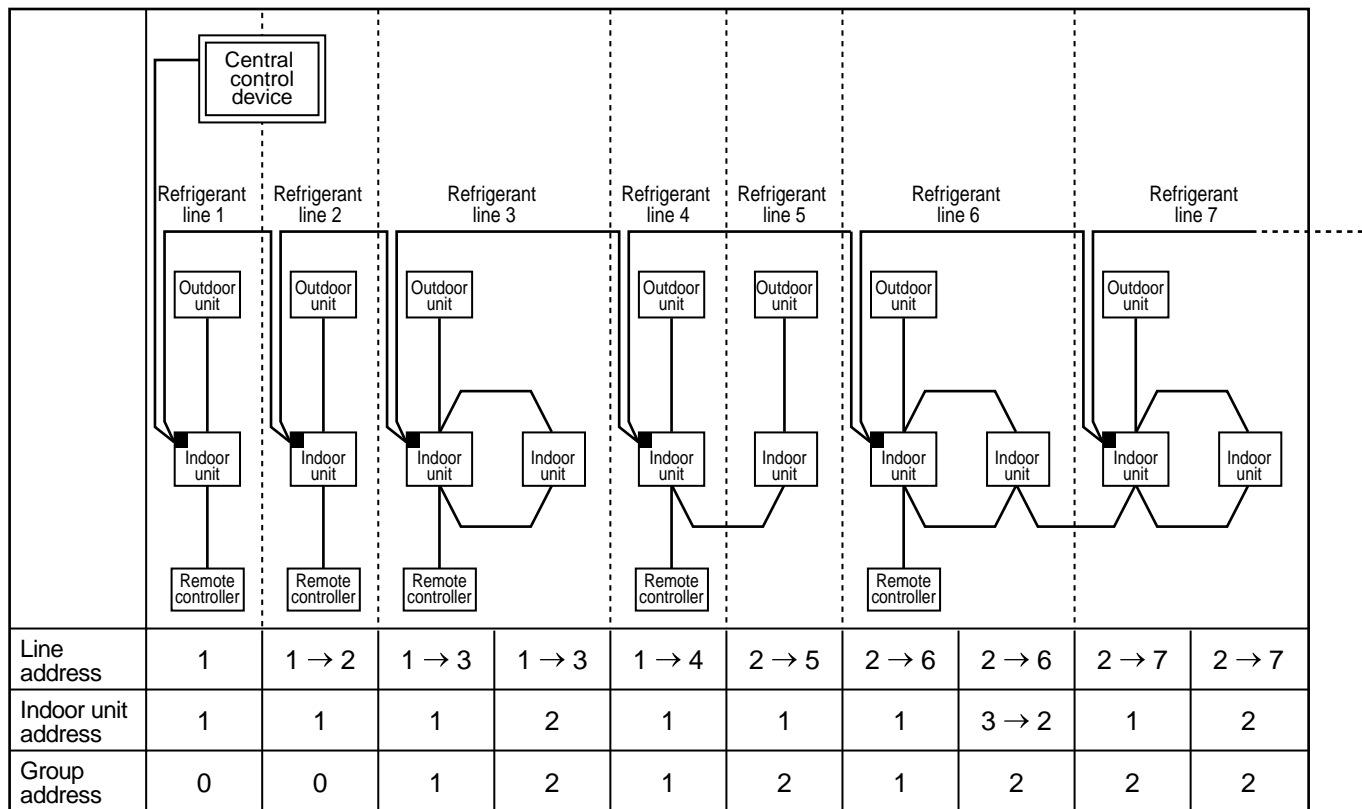 Central
control
device
Refrigerant
line 1
Refrigerant
line 2
Refrigerant
line 3
Refrigerant
line 4
Refrigerant
line 5
Refrigerant
line 6
Refrigerant
line 7
Outdoor
unit
Outdoor
unit
Outdoor
unit
Outdoor
unit
Outdoor
unit
Outdoor
unit
Outdoor
unit
Indoor
unit
Indoor
unit
Indoor
unit
Indoor
unit
Indoor
unit
Indoor
unit
Indoor
unit
Indoor
unit
Indoor
unit
Indoor
unit
Remote
controller
Remote
controller
Remote
controller
Remote
controller
Remote
controller
Line
address 1 1 → 2 1 → 3 1 → 3 1 → 4 2 → 5 2 → 6 2 → 6 2 → 7 2 → 7
Indoor unit
address 1 1 1 2 1 1 1 3 → 2 1 2
Group
address 0 0 1 2 1 2 1 2 2 2